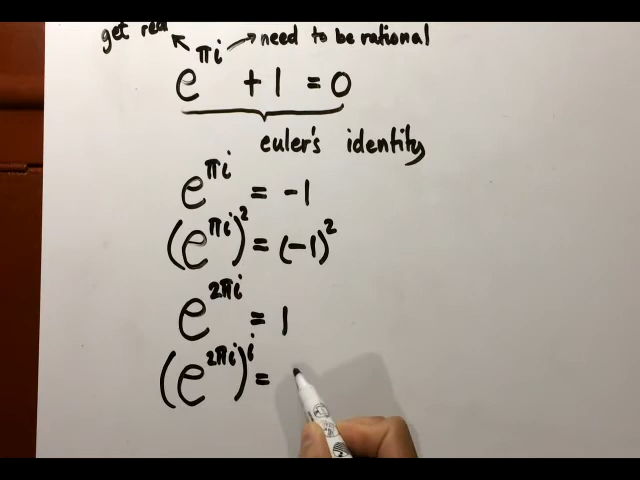 get real need to be rational
e^πi + 1 = 0
euler's identity
e^πi = -1
(e^πi)^2 = (-1)^2
e^2πi = 1
(e^2πi)^i =